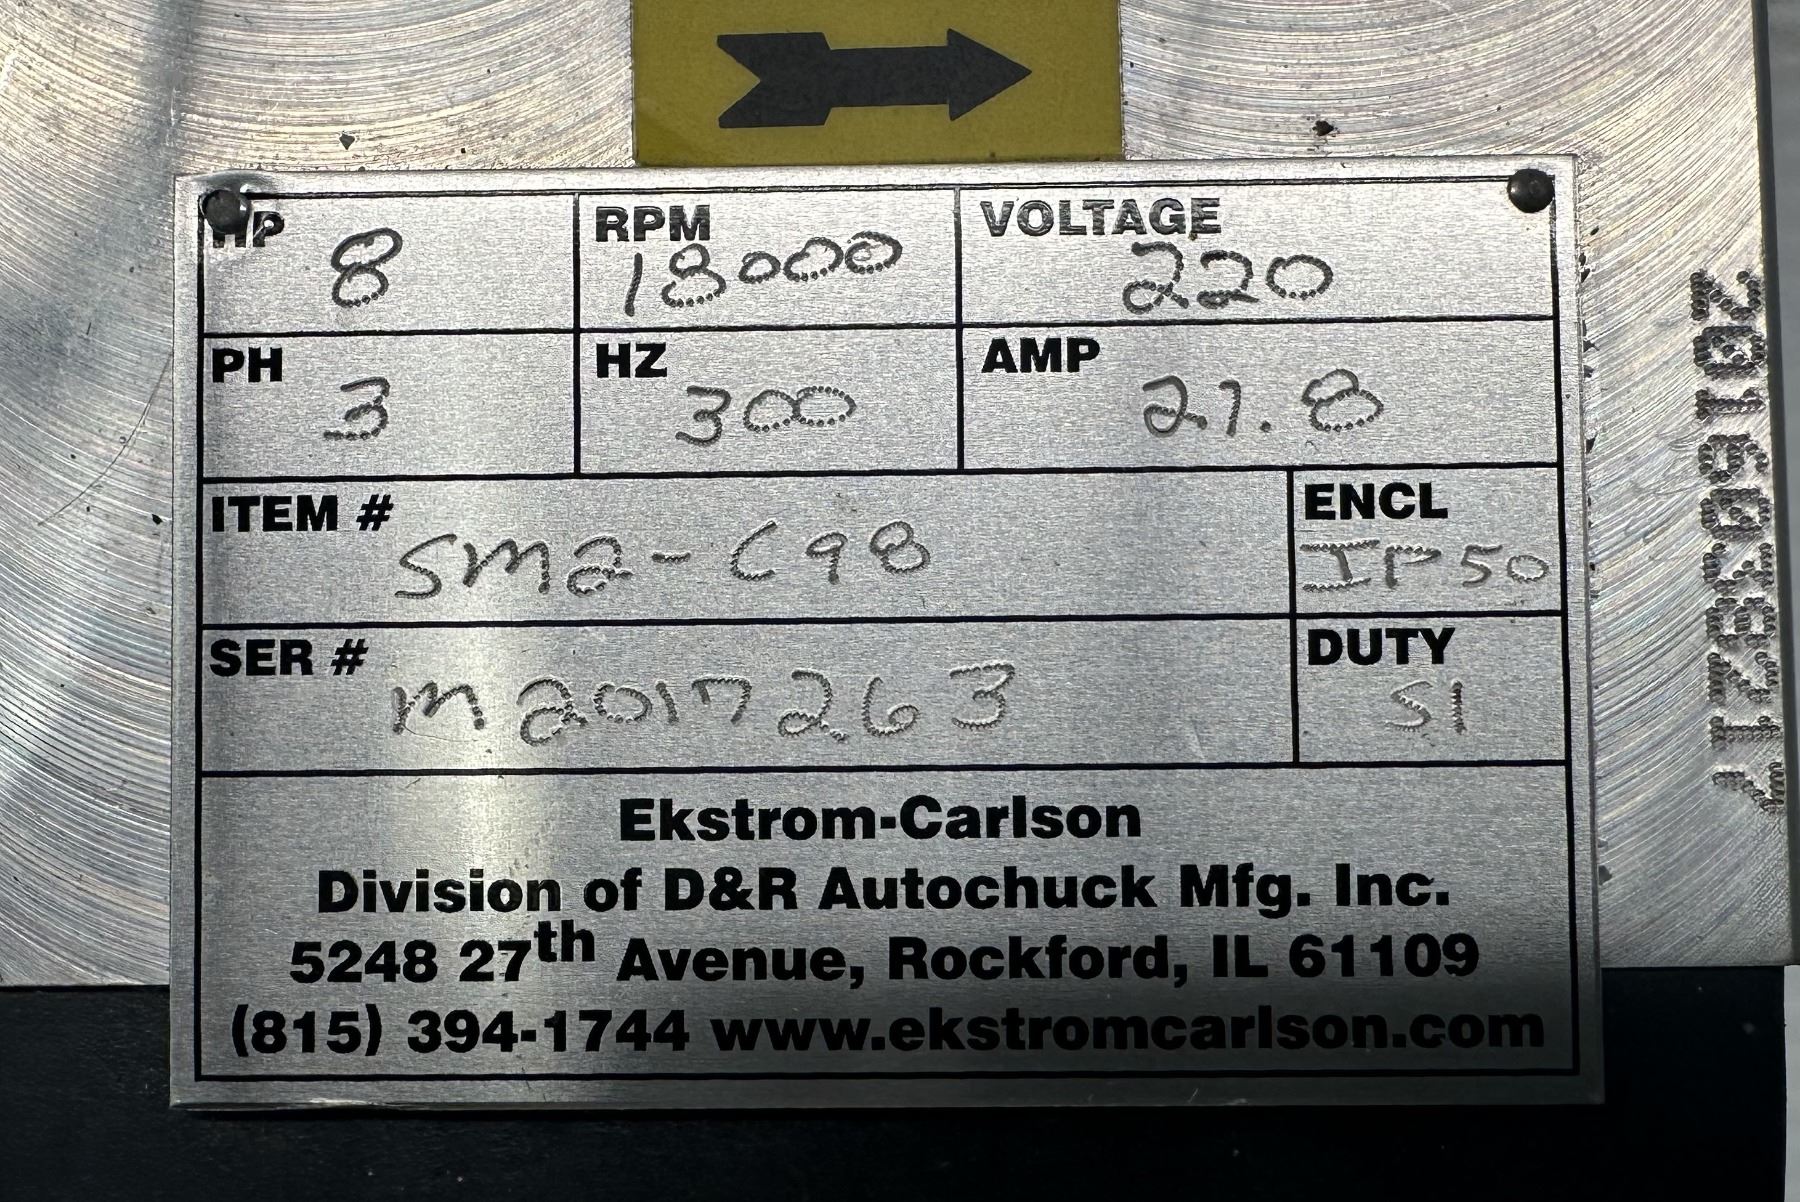 HP RPM VOLTAGE
8 18000 220
PH HZ AMP
3 300 21.8
ITEM # ENCL
SM2-C98 IP50
SER # DUTY
M2017263 S1
Ekstrom-Carlson
Division of D&R Autochuck Mfg. Inc.
5248 27th Avenue, Rockford, IL 61109
(815) 394-1744 www.ekstromcarlson.com